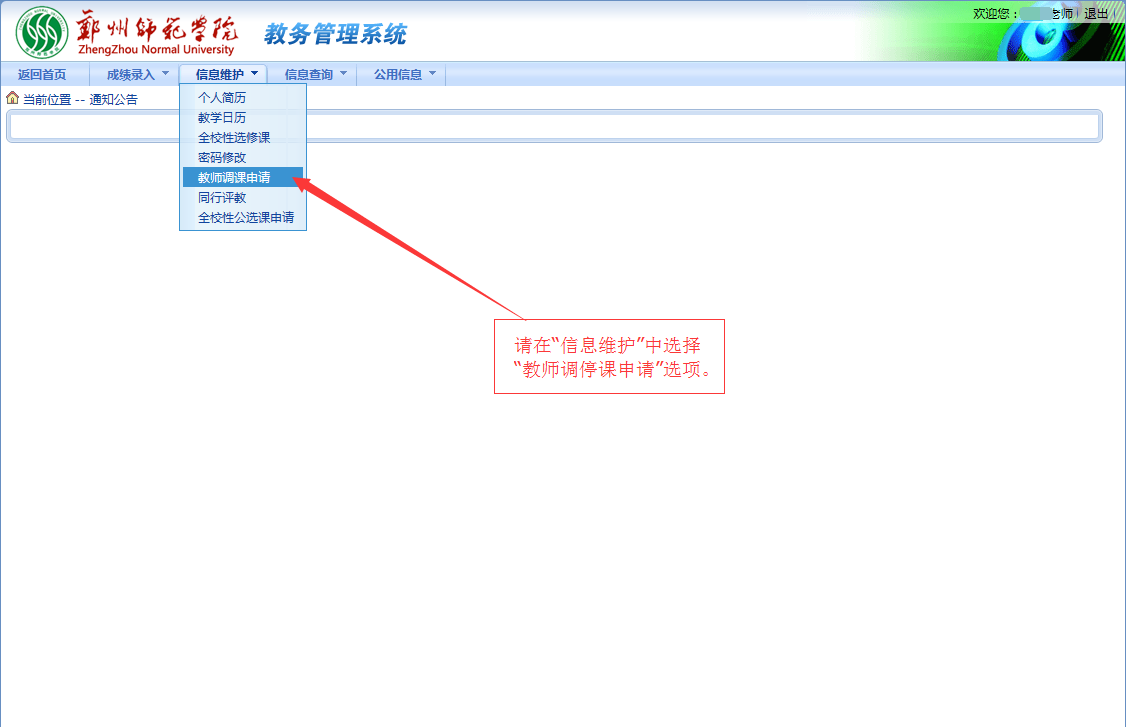 郑州师范学院
ZhengZhou Normal University
教务管理系统
欢迎您：
老师
退出
返回首页 成绩录入 信息维护 信息查询 公用信息
当前位置 -- 通知公告
个人简历
教学日历
全校性选修课
密码修改
教师调课申请
同行评教
全校性公选课申请
请在“信息维护”中选择
“教师调停课申请”选项。